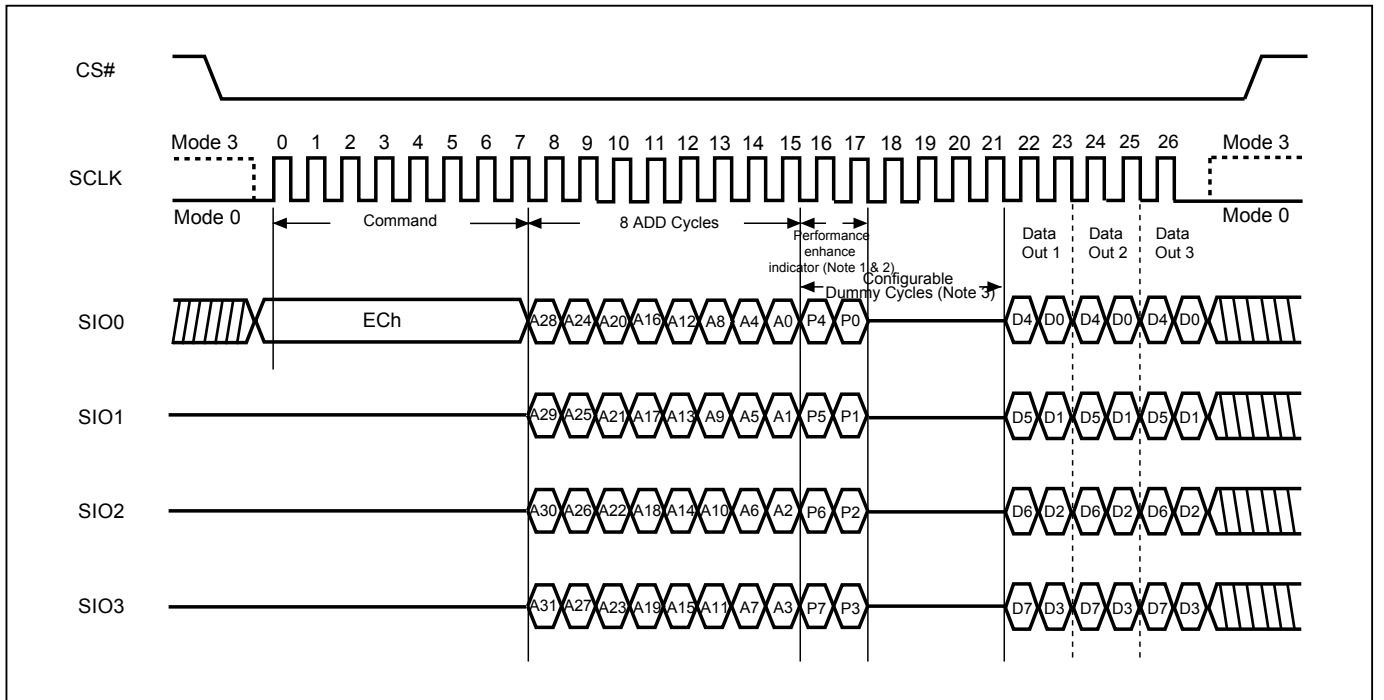 CS#
Mode 3 0 1 2 3 4 5 6 7 8 9 10 11 12 13 14 15 16 17 18 19 20 21 22 23 24 25 26 Mode 3
SCLK
Mode 0 Mode 0
Command 8 ADD Cycles
Performance
enhance
indicator (Note 1 & 2)
Configurable
Dummy Cycles (Note 3)
Data Data Data
Out 1 Out 2 Out 3
SIO0 ECh A28 A24 A20 A16 A12 A8 A4 A0 P4 P0 D4 D0 D4 D0 D4 D0
SIO1 A29 A25 A21 A17 A13 A9 A5 A1 P5 P1 D5 D1 D5 D1 D5 D1
SIO2 A30 A26 A22 A18 A14 A10 A6 A2 P6 P2 D6 D2 D6 D2 D6 D2
SIO3 A31 A27 A23 A19 A15 A11 A7 A3 P7 P3 D7 D3 D7 D3 D7 D3